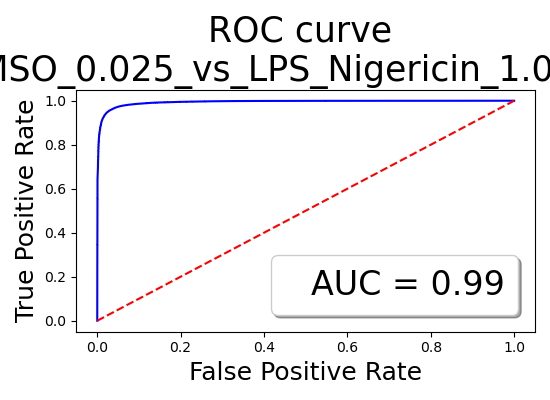 ROC curve
MSO_0.025_vs_LPS_Nigericin_1.0
True Positive Rate
1.0
0.8
0.6
0.4
0.2
0.0
AUC = 0.99
0.0 0.2 0.4 0.6 0.8 1.0
False Positive Rate